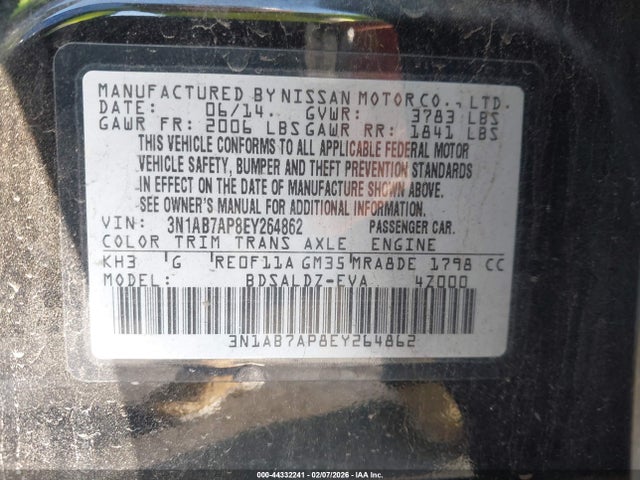 MANUFACTURED BY NISSAN MOTOR CO., LTD.
DATE: 06/14 GVWR: 3783 LBS
GAWR FR: 2006 LBS GAWR RR: 1841 LBS
THIS VEHICLE CONFORMS TO ALL APPLICABLE FEDERAL MOTOR
VEHICLE SAFETY, BUMPER AND THEFT PREVENTION STANDARDS
IN EFFECT ON THE DATE OF MANUFACTURE SHOWN ABOVE.
SEE OWNER'S MANUAL FOR ADDITIONAL INFORMATION.
VIN: 3N1AB7AP8EY264862 PASSENGER CAR.
COLOR TRIM TRANS AXLE ENGINE
KH3 G RE0F11A GM35 MRA8DE 1798 CC
MODEL: BDSALDZ-EVA 4Z000
3N1AB7AP8EY264862
000-44332241 - 02/07/2026 - IAA Inc.